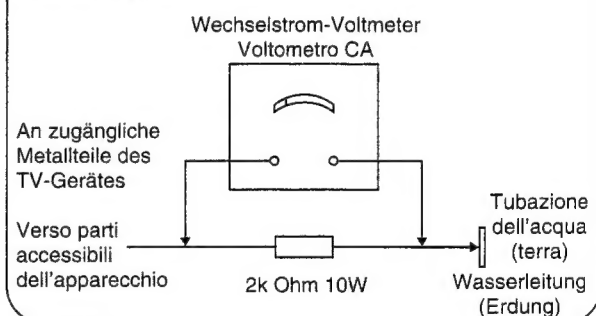 Wechselstrom-Voltmeter
Voltometro CA
An zugängliche
Metallteile des
TV-Gerätes
Verso parti
accessibili
dell'apparecchio
2k Ohm 10W
Tubazione
dell'acqua
(terra)
Wasserleitung
(Erdung)